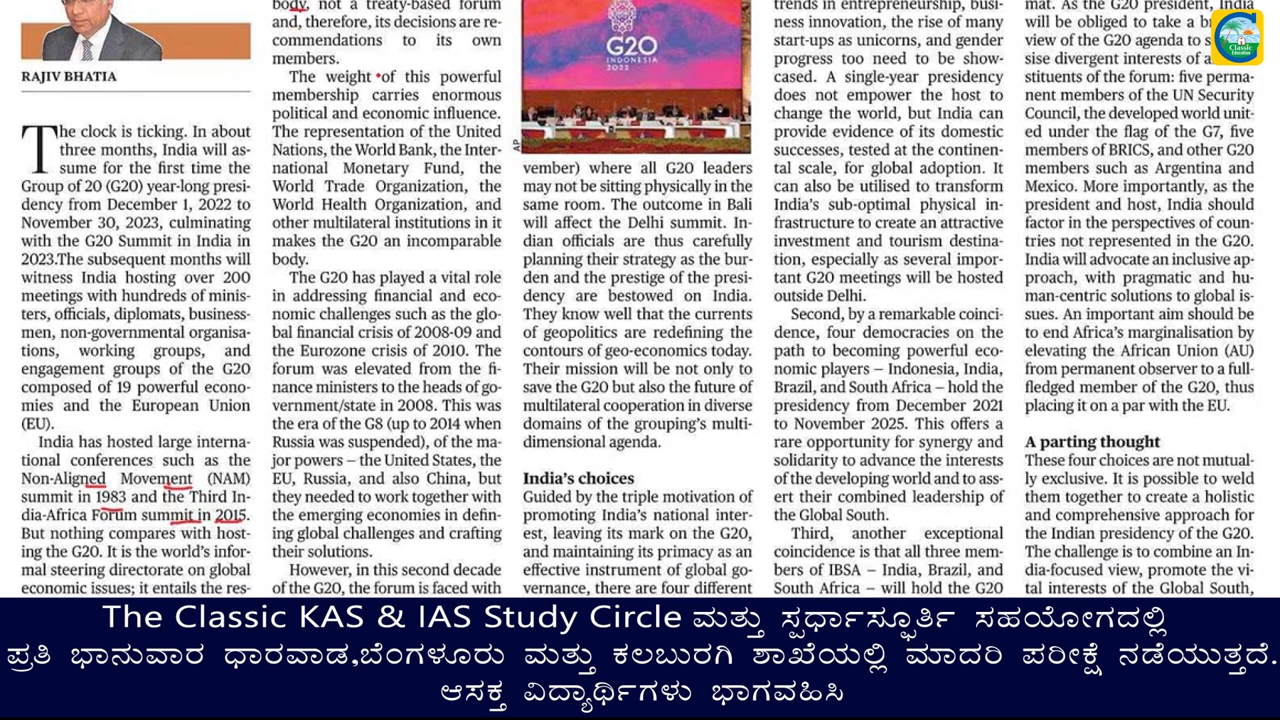 RAJIV BHATIA
The clock is ticking. In about
three months, India will as-
sume for the first time the
Group of 20 (G20) year-long presi-
dency from December 1, 2022 to
November 30, 2023, culminating
with the G20 Summit in India in
2023.The subsequent months will
witness India hosting over 200
meetings with hundreds of minis-
ters, officials, diplomats, business-
men, non-governmental organisa-
tions, working groups, and
engagement groups of the G20
composed of 19 powerful econo-
mies and the European Union
(EU).
India has hosted large interna-
tional conferences such as the
Non-Aligned Movement (NAM)
summit in 1983 and the Third In-
dia-Africa Forum summit in 2015.
But nothing compares with host-
ing the G20. It is the world's infor-
mal steering directorate on global
economic issues; it entails the res-
body, not a treaty-based forum
and, therefore, its decisions are re-
commendations to its own
members.
The weight of this powerful
membership carries enormous
political and economic influence.
The representation of the United
Nations, the World Bank, the Inter-
national Monetary Fund, the
World Trade Organization, the
World Health Organization, and
other multilateral institutions in it
makes the G20 an incomparable
body.
The G20 has played a vital role
in addressing financial and eco-
nomic challenges such as the glo-
bal financial crisis of 2008-09 and
the Eurozone crisis of 2010. The
forum was elevated from the fi-
nance ministers to the heads of go-
vernment/state in 2008. This was
the era of the G8 (up to 2014 when
Russia was suspended), of the ma-
jor powers – the United States, the
EU, Russia, and also China, but
they needed to work together with
the emerging economies in defin-
ing global challenges and crafting
their solutions.
However, in this second decade
of the G20, the forum is faced with
G20
INDONESIA
2022
AP
vember) where all G20 leaders
may not be sitting physically in the
same room. The outcome in Bali
will affect the Delhi summit. In-
dian officials are thus carefully
planning their strategy as the bur-
den and the prestige of the presi-
dency are bestowed on India.
They know well that the currents
of geopolitics are redefining the
contours of geo-economics today.
Their mission will be not only to
save the G20 but also the future of
multilateral cooperation in diverse
domains of the grouping's multi-
dimensional agenda.
India's choices
Guided by the triple motivation of
promoting India's national inter-
est, leaving its mark on the G20,
and maintaining its primacy as an
effective instrument of global go-
vernance, there are four different
trends in entrepreneurship, busi-
ness innovation, the rise of many
start-ups as unicorns, and gender
progress too need to be show-
cased. A single-year presidency
does not empower the host to
change the world, but India can
provide evidence of its domestic
successes, tested at the continen-
tal scale, for global adoption. It
can also be utilised to transform
India's sub-optimal physical in-
frastructure to create an attractive
investment and tourism destina-
tion, especially as several impor-
tant G20 meetings will be hosted
outside Delhi.
Second, by a remarkable coinci-
dence, four democracies on the
path to becoming powerful eco-
nomic players – Indonesia, India,
Brazil, and South Africa – hold the
presidency from December 2021
to November 2025. This offers a
rare opportunity for synergy and
solidarity to advance the interests
of the developing world and to ass-
ert their combined leadership of
the Global South.
Third, another exceptional
coincidence is that all three mem-
bers of IBSA – India, Brazil, and
South Africa – will hold the G20
mat. As the G20 president, India
will be obliged to take a
view of the G20 agenda to
sise divergent interests of
stituents of the forum: five perma-
nent members of the UN Security
Council, the developed world unit-
ed under the flag of the G7, five
members of BRICS, and other G20
members such as Argentina and
Mexico. More importantly, as the
president and host, India should
factor in the perspectives of coun-
tries not represented in the G20.
India will advocate an inclusive ap-
proach, with pragmatic and hu-
man-centric solutions to global is-
sues. An important aim should be
to end Africa's marginalisation by
elevating the African Union (AU)
from permanent observer to a full-
fledged member of the G20, thus
placing it on a par with the EU.
A parting thought
These four choices are not mutual-
ly exclusive. It is possible to weld
them together to create a holistic
and comprehensive approach for
the Indian presidency of the G20.
The challenge is to combine an In-
dia-focused view, promote the vi-
tal interests of the Global South,
Classic
Education
The Classic KAS & IAS Study Circle ಮತ್ತು ಸ್ಪರ್ಧಾಸ್ಫೂರ್ತಿ ಸಹಯೋಗದಲ್ಲಿ
ಪ್ರತಿ ಭಾನುವಾರ ಧಾರವಾಡ,ಬೆಂಗಳೂರು ಮತ್ತು ಕಲಬುರಗಿ ಶಾಖೆಯಲ್ಲಿ ಮಾದರಿ ಪರೀಕ್ಷೆ ನಡೆಯುತ್ತದೆ.
ಆಸಕ್ತ ವಿದ್ಯಾರ್ಥಿಗಳು ಭಾಗವಹಿಸಿ